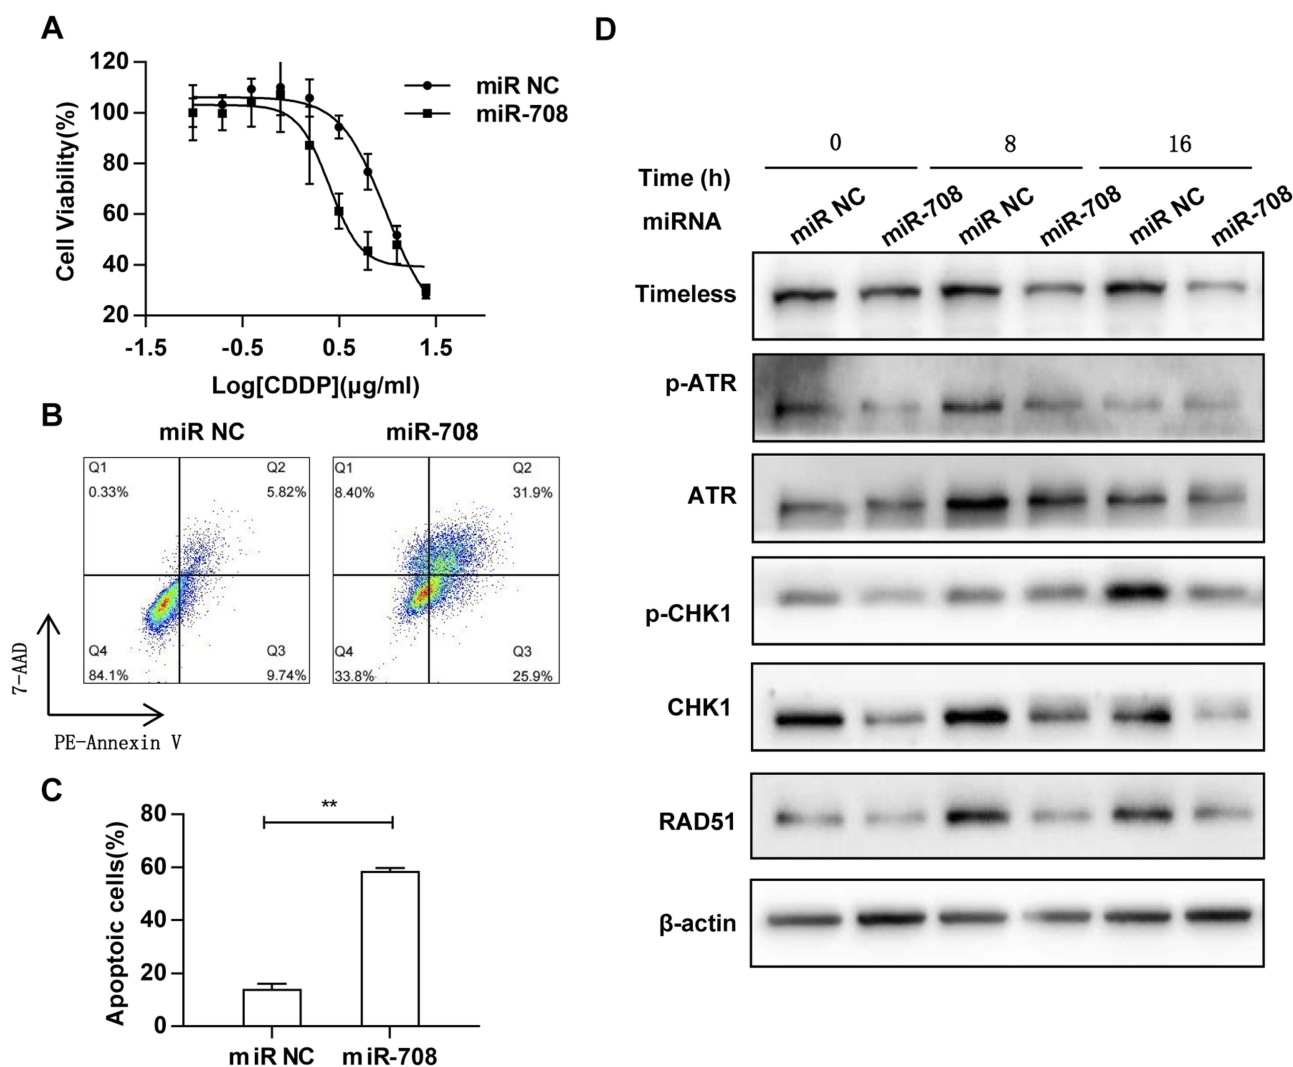 A
120
100
80
60
40
20
Cell Viability(%)
-1.5
-0.5
0.5
1.5
Log[CDDP](μg/ml)
miR NC
miR-708
B
miR NC
miR-708
Q1
0.33%
Q2
5.82%
Q4
84.1%
Q3
9.74%
Q1
8.40%
Q2
31.9%
Q4
33.8%
Q3
25.9%
7-AAD
PE-Annexin V
C
80
60
40
20
0
Apoptoic cells(%)
**
miR NC
miR-708
D
0
8
16
Time (h)
miRNA
miR NC
miR-708
miR NC
miR-708
miR NC
miR-708
Timeless
p-ATR
ATR
p-CHK1
CHK1
RAD51
β-actin